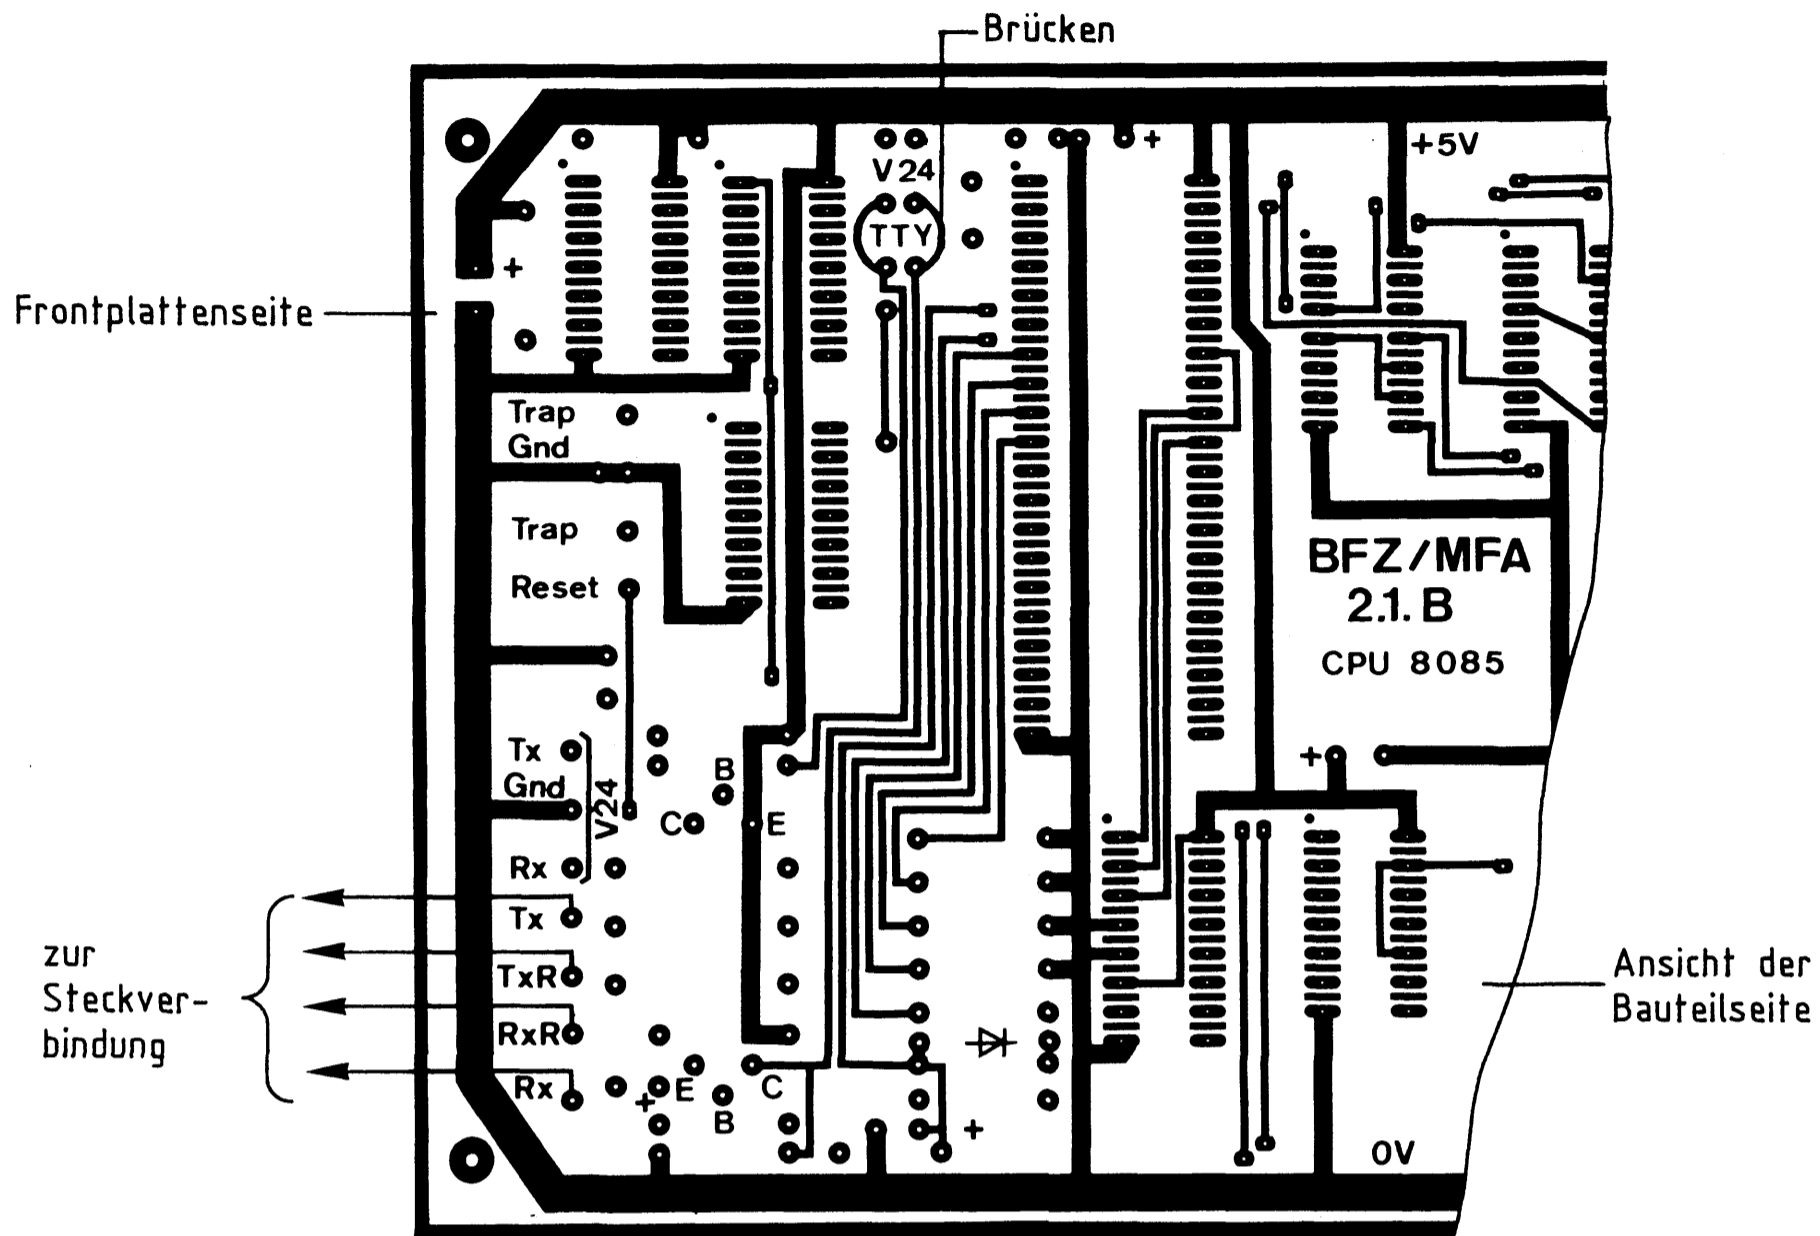 Brücken
+
+5V
V24
TTY
+
Frontplattenseite
Trap
Gnd
Trap
Reset
BFZ/MFA
2.1.B
CPU 8085
Tx
Gnd
V24
Rx
B
C
E
+
Tx
TxR
RxR
Rx
zur
Steckver-
bindung
Ansicht der
Bauteilseite
E
C
+
B
+
0V